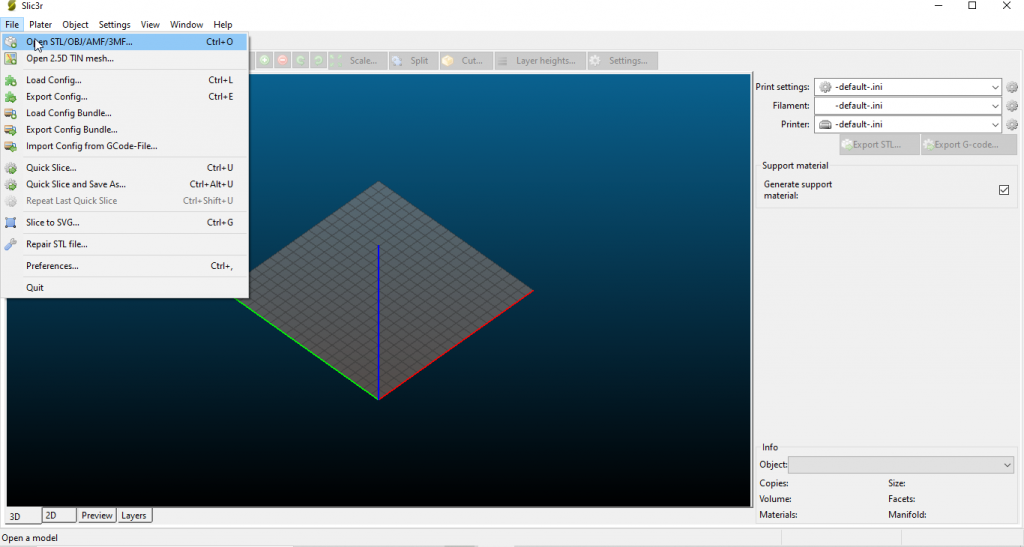 Slic3r
File Plater Object Settings View Window Help
Open STL/OBJ/AMF/3MF... Ctrl+O
Open 2.5D TIN mesh...
Load Config... Ctrl+L
Export Config... Ctrl+E
Load Config Bundle...
Export Config Bundle...
Import Config from GCode-File...
Quick Slice... Ctrl+U
Quick Slice and Save As... Ctrl+Alt+U
Repeat Last Quick Slice Ctrl+Shift+U
Slice to SVG... Ctrl+G
Repair STL file...
Preferences... Ctrl+,
Quit
Scale... Split Cut... Layer heights... Settings...
Print settings: -default-.ini
Filament: -default-.ini
Printer: -default-.ini
Export STL... Export G-code...
Support material
Generate support
material:
Info
Object:
Copies: Size:
Volume: Facets:
Materials: Manifold:
3D 2D Preview Layers
Open a model